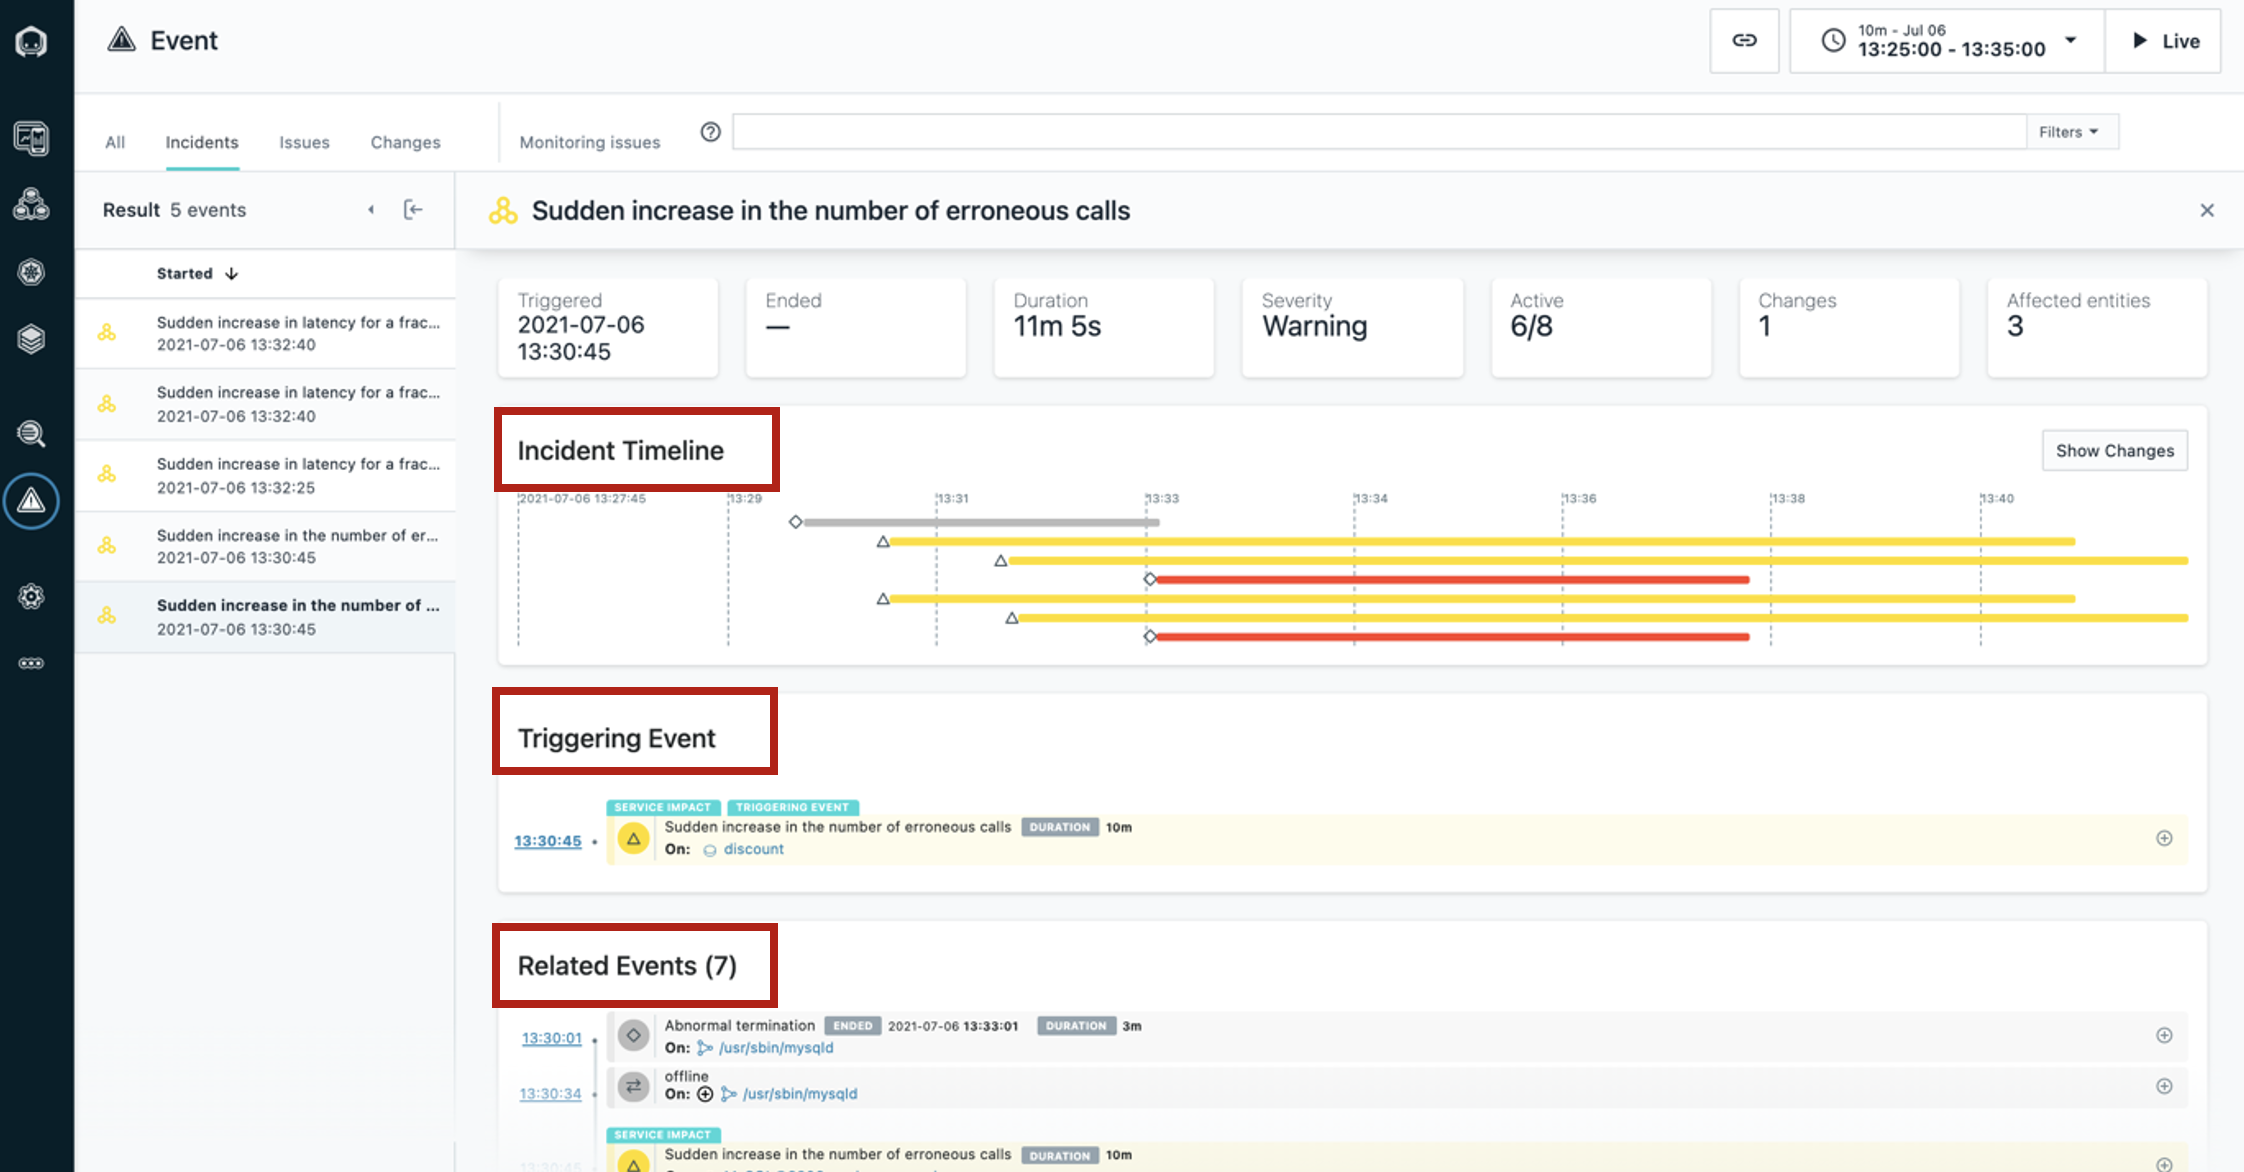 Event
10m - Jul 06
13:25:00 - 13:35:00
Live
All
Incidents
Issues
Changes
Monitoring issues
Filters
Result 5 events
Sudden increase in the number of erroneous calls
Started
Sudden increase in latency for a frac...
2021-07-06 13:32:40
Sudden increase in latency for a frac...
2021-07-06 13:32:40
Sudden increase in latency for a frac...
2021-07-06 13:32:25
Sudden increase in the number of er...
2021-07-06 13:30:45
Sudden increase in the number of ...
2021-07-06 13:30:45
Triggered
2021-07-06
13:30:45
Ended
—
Duration
11m 5s
Severity
Warning
Active
6/8
Changes
1
Affected entities
3
Incident Timeline
Show Changes
2021-07-06 13:27:45
13:29
13:31
13:33
13:34
13:36
13:38
13:40
Triggering Event
SERVICE IMPACT
TRIGGERING EVENT
13:30:45
Sudden increase in the number of erroneous calls DURATION 10m
On: discount
Related Events (7)
13:30:01
Abnormal termination ENDED 2021-07-06 13:33:01 DURATION 3m
On: /usr/sbin/mysqld
13:30:34
offline
On: /usr/sbin/mysqld
SERVICE IMPACT
13:30:45
Sudden increase in the number of erroneous calls DURATION 10m